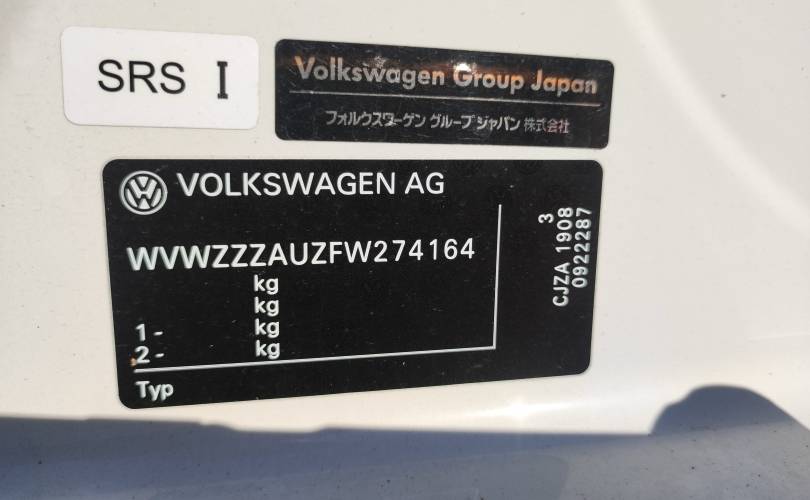 SRS I
Volkswagen Group Japan
フォルクスワーゲン グループ ジャパン 株式会社
VOLKSWAGEN AG
WVWZZZAUZFW274164
kg
kg
1- kg
2- kg
Typ
3
CJZA 1908
0922287